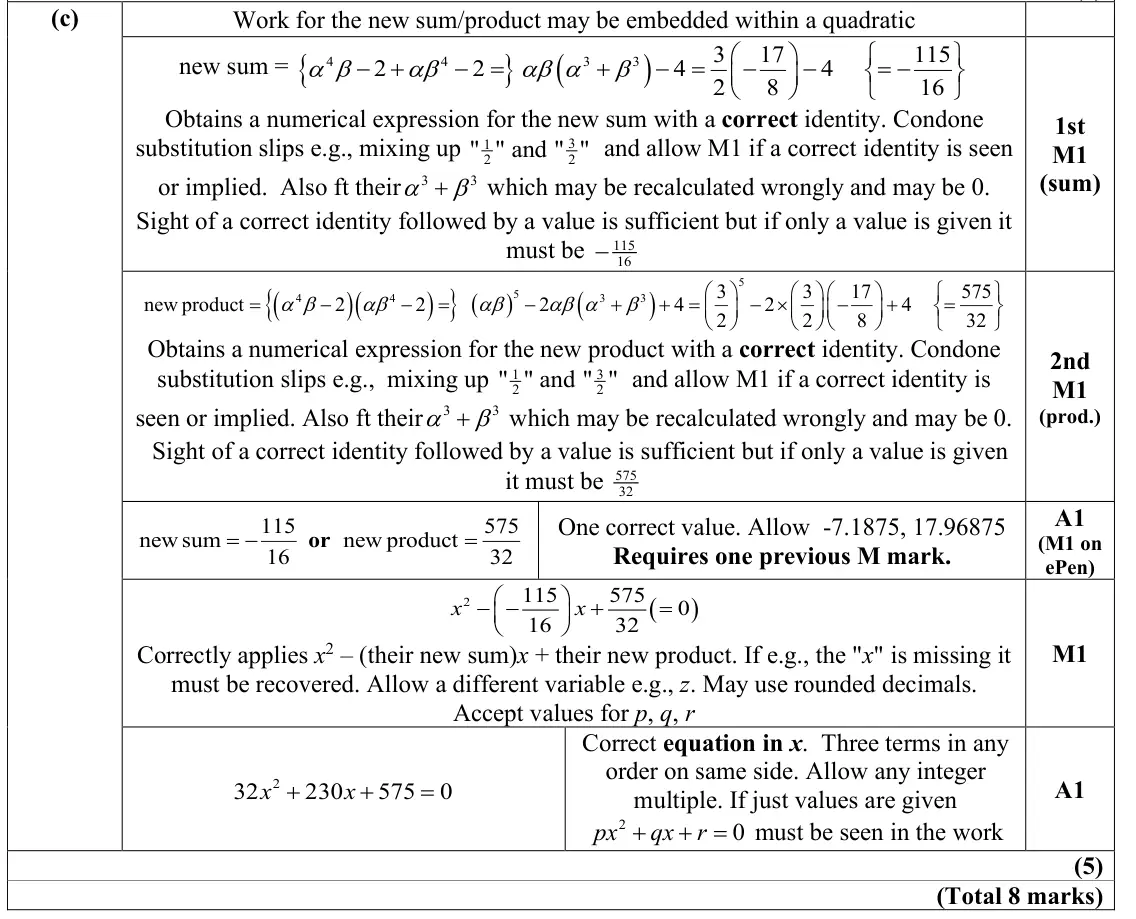 (c)
Work for the new sum/product may be embedded within a quadratic
new sum = {α⁴β − 2 + αβ⁴ − 2 =} αβ(α³ + β³) − 4 = 3/2(−17/8) − 4 {= −115/16}
Obtains a numerical expression for the new sum with a correct identity. Condone
substitution slips e.g., mixing up "1/2" and "3/2" and allow M1 if a correct identity is seen
or implied. Also ft their α³ + β³ which may be recalculated wrongly and may be 0.
Sight of a correct identity followed by a value is sufficient but if only a value is given it
must be −115/16
1st
M1
(sum)
new product = {(α⁴β − 2)(αβ⁴ − 2) =} (αβ)⁵ − 2αβ(α³ + β³) + 4 = (3/2)⁵ − 2×(3/2)(−17/8) + 4 {= 575/32}
Obtains a numerical expression for the new product with a correct identity. Condone
substitution slips e.g., mixing up "1/2" and "3/2" and allow M1 if a correct identity is
seen or implied. Also ft their α³ + β³ which may be recalculated wrongly and may be 0.
Sight of a correct identity followed by a value is sufficient but if only a value is given
it must be 575/32
2nd
M1
(prod.)
new sum = −115/16 or new product = 575/32
One correct value. Allow -7.1875, 17.96875
Requires one previous M mark.
A1
(M1 on
ePen)
x² − (−115/16)x + 575/32 (= 0)
Correctly applies x² – (their new sum)x + their new product. If e.g., the "x" is missing it
must be recovered. Allow a different variable e.g., z. May use rounded decimals.
Accept values for p, q, r
M1
32x² + 230x + 575 = 0
Correct equation in x. Three terms in any
order on same side. Allow any integer
multiple. If just values are given
px² + qx + r = 0 must be seen in the work
A1
(5)
(Total 8 marks)